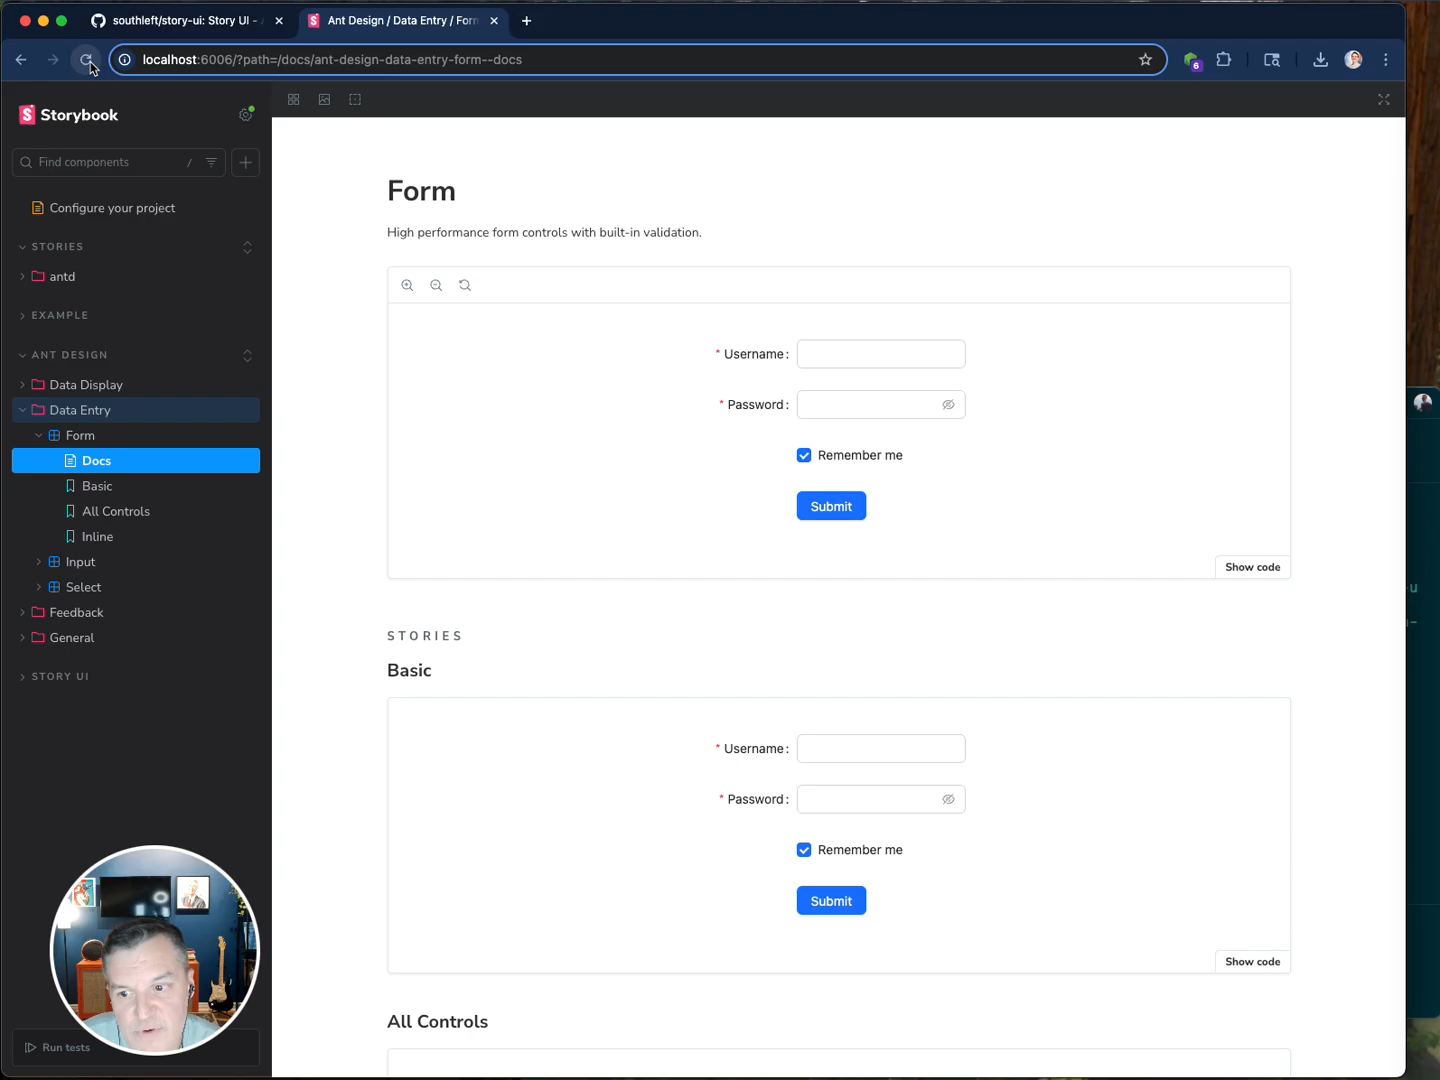 southleft/story-ui: Story UI -
Ant Design / Data Entry / Form
localhost:6006/?path=/docs/ant-design-data-entry-form--docs
6
Storybook
Find components
/
Configure your project
STORIES
antd
EXAMPLE
ANT DESIGN
Data Display
Data Entry
Form
Docs
Basic
All Controls
Inline
Input
Select
Feedback
General
STORY UI
Run tests
Form
High performance form controls with built-in validation.
* Username :
* Password :
Remember me
Submit
Show code
STORIES
Basic
* Username :
* Password :
Remember me
Submit
Show code
All Controls